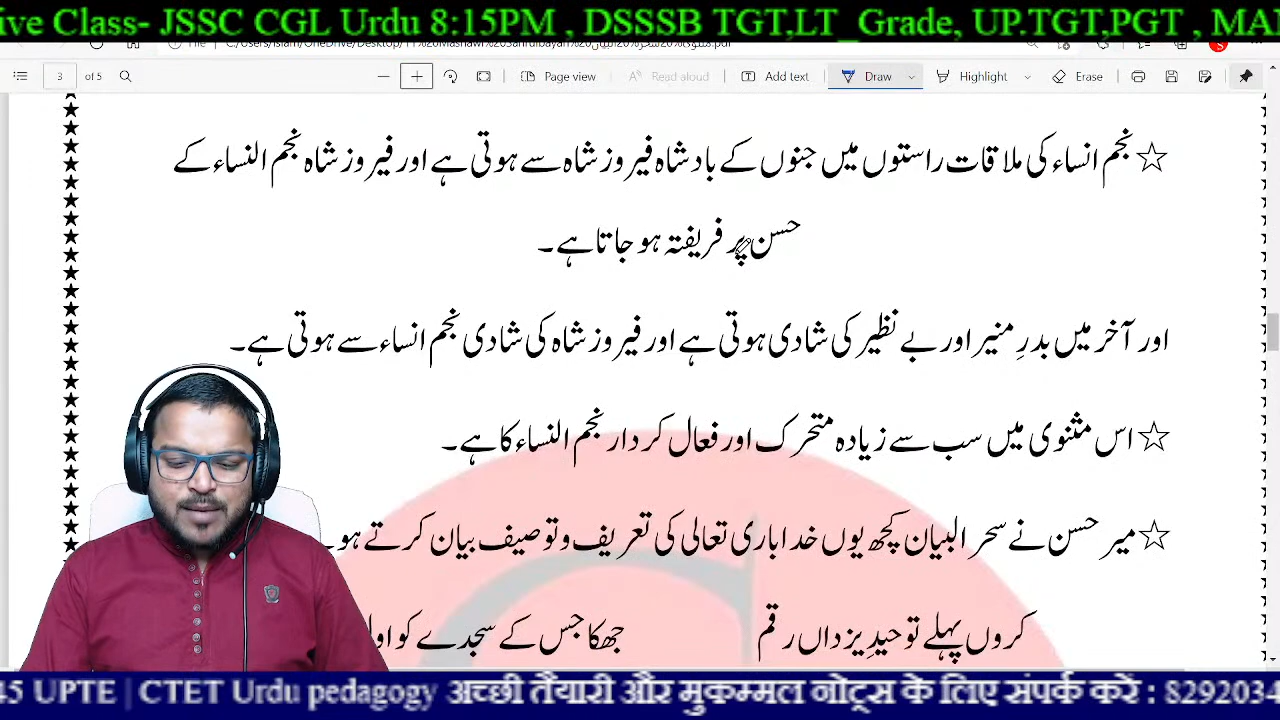 ive Class- JSSC CGL Urdu 8:15PM , DSSSB TGT,LT_Grade, UP.TGT,PGT , MA
3 of 5 Page view Read aloud Add text Draw Highlight Erase
☆ نجم انساء کی ملاقات راستوں میں جنوں کے بادشاہ فیروز شاہ سے ہوتی ہے اور فیروز شاہ نجم النساء کے
حسن پر فریفتہ ہو جاتا ہے۔
اور آخر میں بدرِ منیر اور بے نظیر کی شادی ہوتی ہے اور فیروز شاہ کی شادی نجم انساء سے ہوتی ہے۔
☆ اس مثنوی میں سب سے زیادہ متحرک اور فعال کردار نجم النساء کا ہے۔
☆ میر حسن نے سحر البیان کچھ یوں خدا باری تعالی کی تعریف و توصیف بیان کرتے ہو
کروں پہلے توحیدِ یزداں رقم جھکا جس کے سجدے کو اول
45 UPTE | CTET Urdu pedagogy अच्छी तैयारी और मुकम्मल नोट्स के लिए संपर्क करे : 8292034